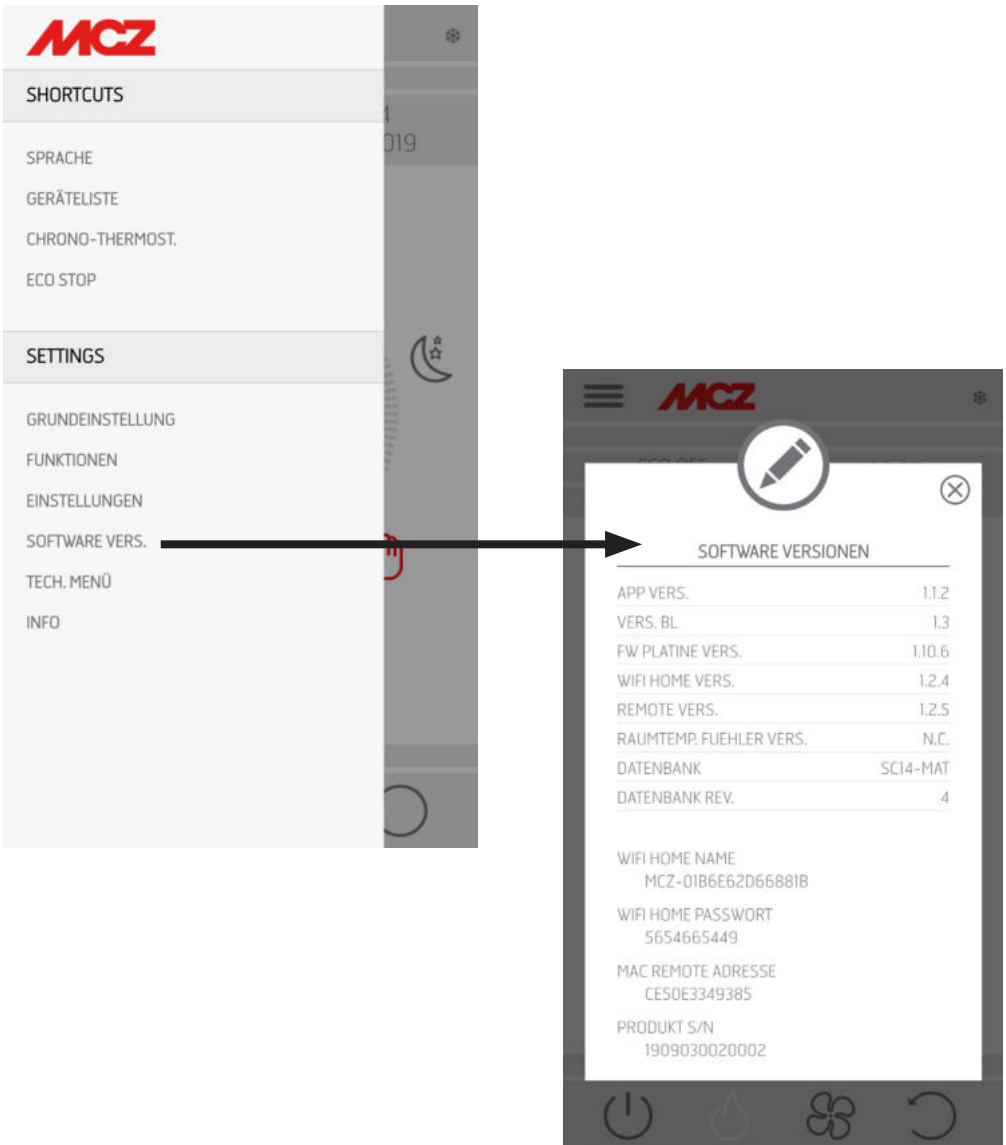 MCZ
SHORTCUTS
SPRACHE
GERÄTELISTE
CHRONO-THERMOST.
ECO STOP
SETTINGS
GRUNDEINSTELLUNG
FUNKTIONEN
EINSTELLUNGEN
SOFTWARE VERS.
TECH. MENÜ
INFO
4
019
MCZ
SOFTWARE VERSIONEN
APP VERS. 1.1.2
VERS. BL 1.3
FW PLATINE VERS. 1.10.6
WIFI HOME VERS. 1.2.4
REMOTE VERS. 1.2.5
RAUMTEMP. FUEHLER VERS. N.C.
DATENBANK SC14-MAT
DATENBANK REV. 4
WIFI HOME NAME
MCZ-01B6E62D66881B
WIFI HOME PASSWORT
5654665449
MAC REMOTE ADRESSE
CE50E3349385
PRODUKT S/N
1909030020002